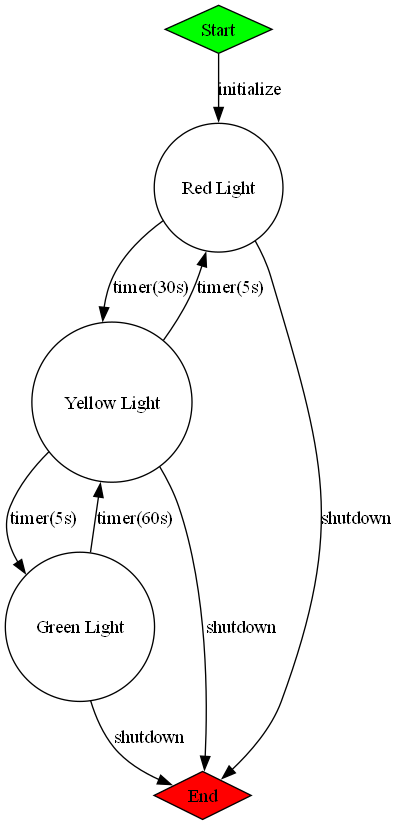 Start
initialize
Red Light
timer(30s)
timer(5s)
Yellow Light
timer(5s)
timer(60s)
shutdown
Green Light
shutdown
shutdown
End